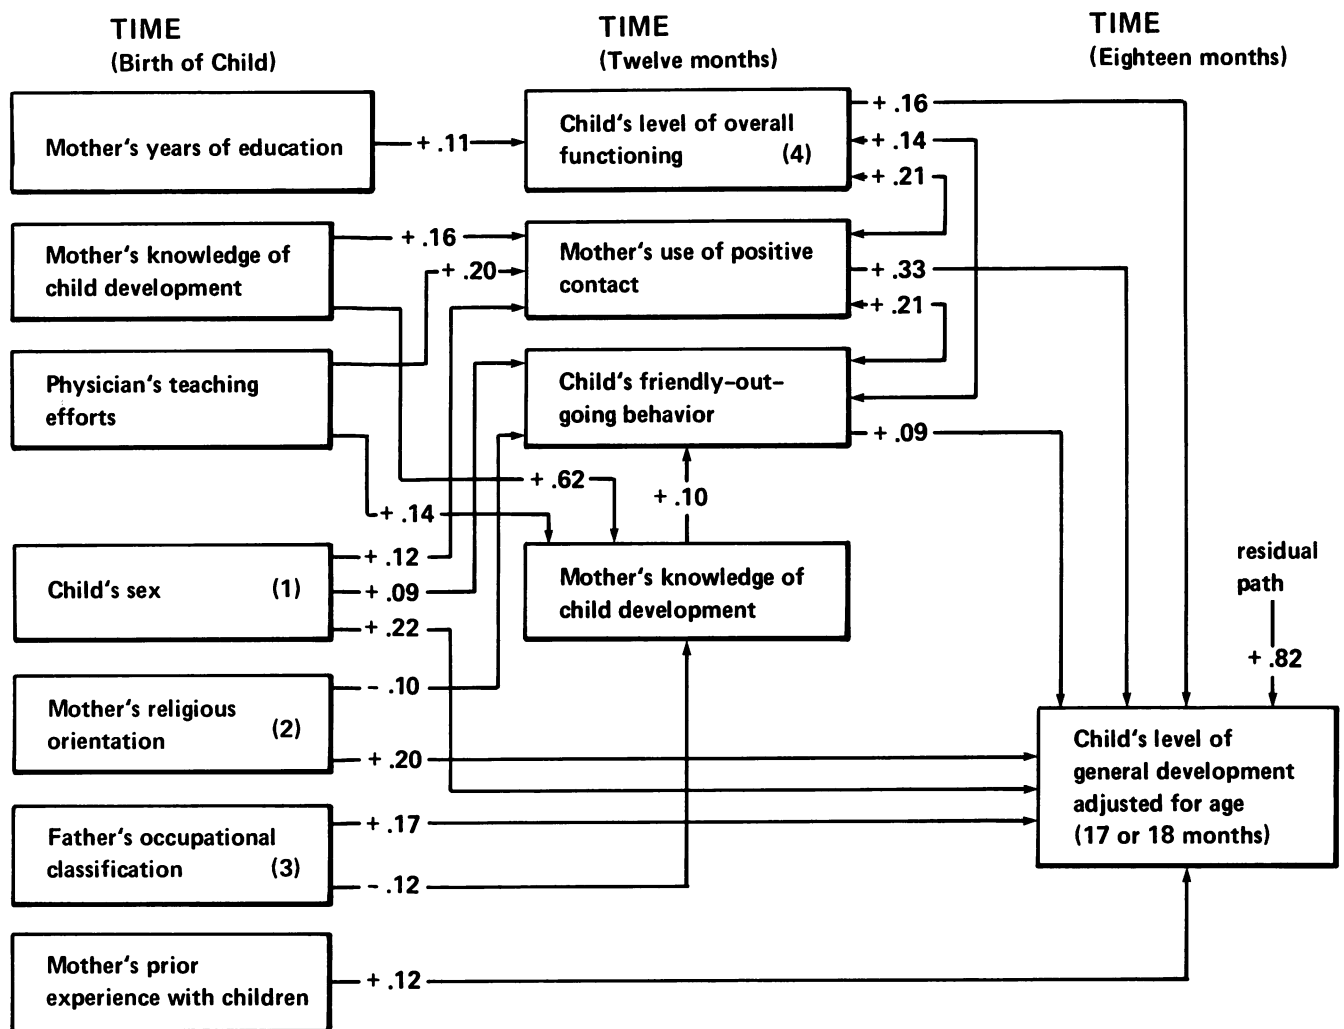 TIME
(Birth of Child)
TIME
(Twelve months)
TIME
(Eighteen months)
Mother's years of education
+ .11
Child's level of overall
functioning (4)
+ .16
+ .14
+ .21
Mother's knowledge of
child development
+ .16
+ .20
Mother's use of positive
contact
+ .33
+ .21
Physician's teaching
efforts
Child's friendly-out-
going behavior
+ .09
+ .62
+ .10
+ .14
Child's sex (1)
+ .12
+ .09
+ .22
Mother's knowledge of
child development
residual
path
+ .82
Mother's religious
orientation (2)
- .10
+ .20
Child's level of
general development
adjusted for age
(17 or 18 months)
Father's occupational
classification (3)
+ .17
- .12
Mother's prior
experience with children
+ .12